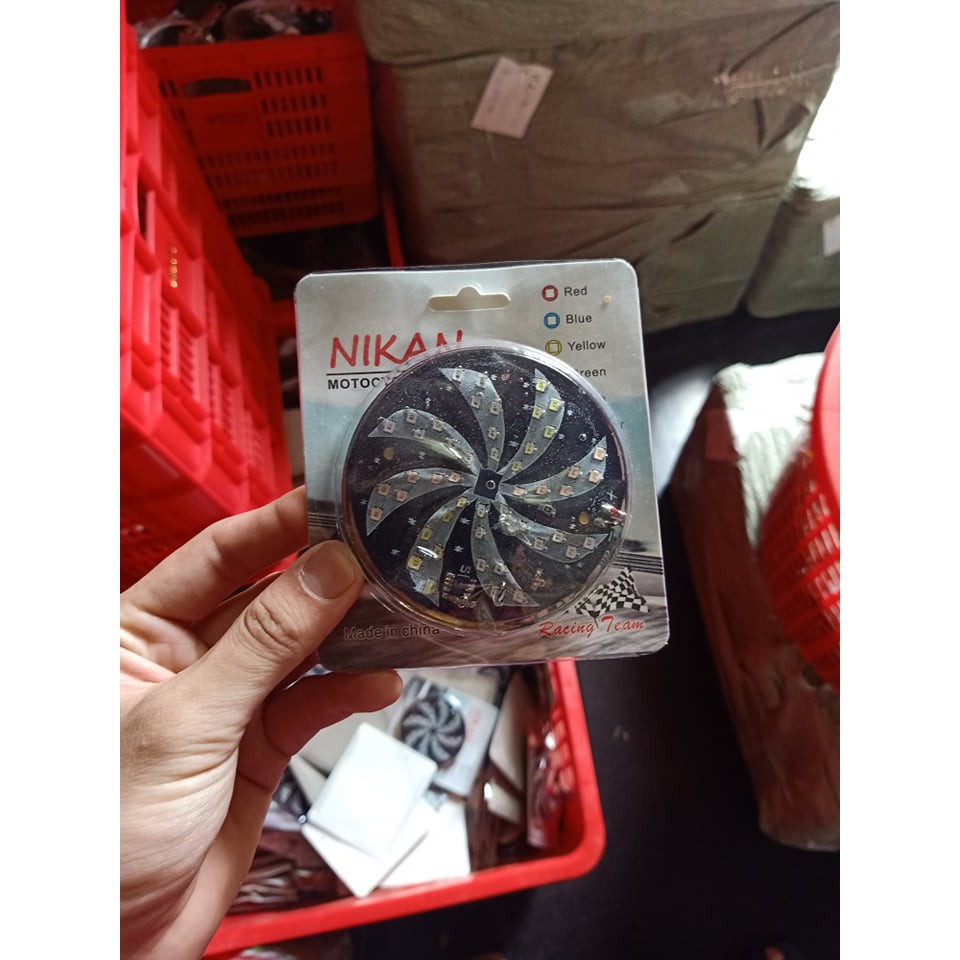 NIKAN
Red
Blue
Yellow
Made in china
Racing Team